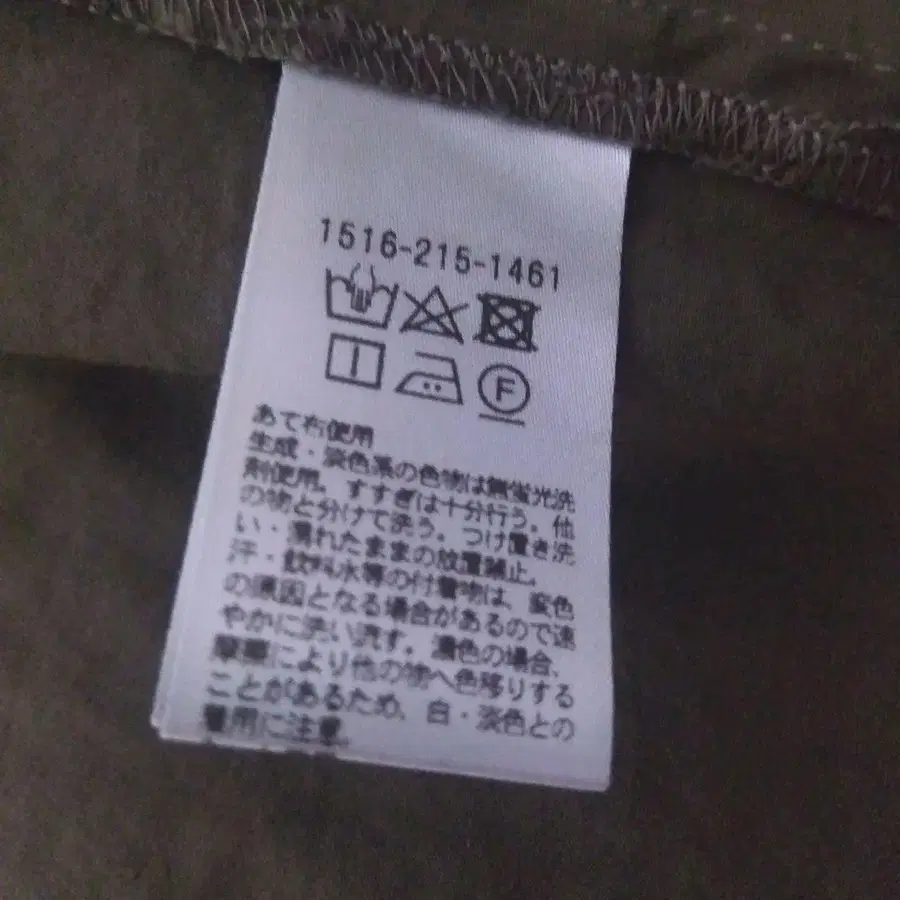 1516-215-1461
F
あて布使用
生成・淡色系の色物は無蛍光洗
剤使用。すすぎは十分行う。他
の物と分けて洗う。つけ置き洗
い・濡れたままの放置禁止。
汗・飲料水等の付着物は、変色
の原因となる場合があるので速
やかに洗い流す。濃色の場合、
摩擦により他の物へ色移りする
ことがあるため、白・淡色との
着用に注意。